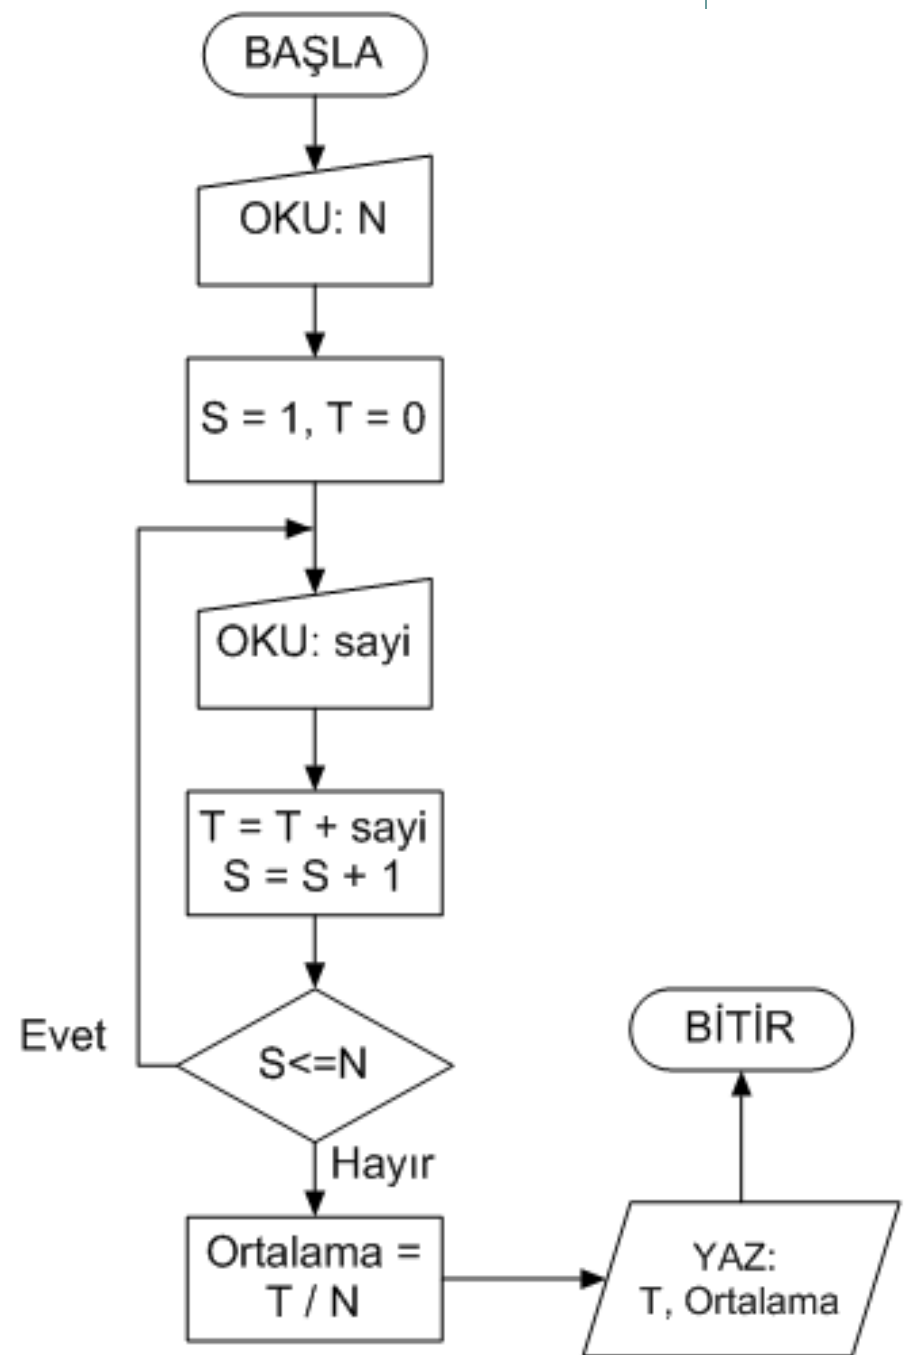 BAŞLA
OKU: N
S = 1, T = 0
OKU: sayi
T = T + sayi
S = S + 1
Evet
S<=N
Hayır
Ortalama =
T / N
YAZ:
T, Ortalama
BİTİR